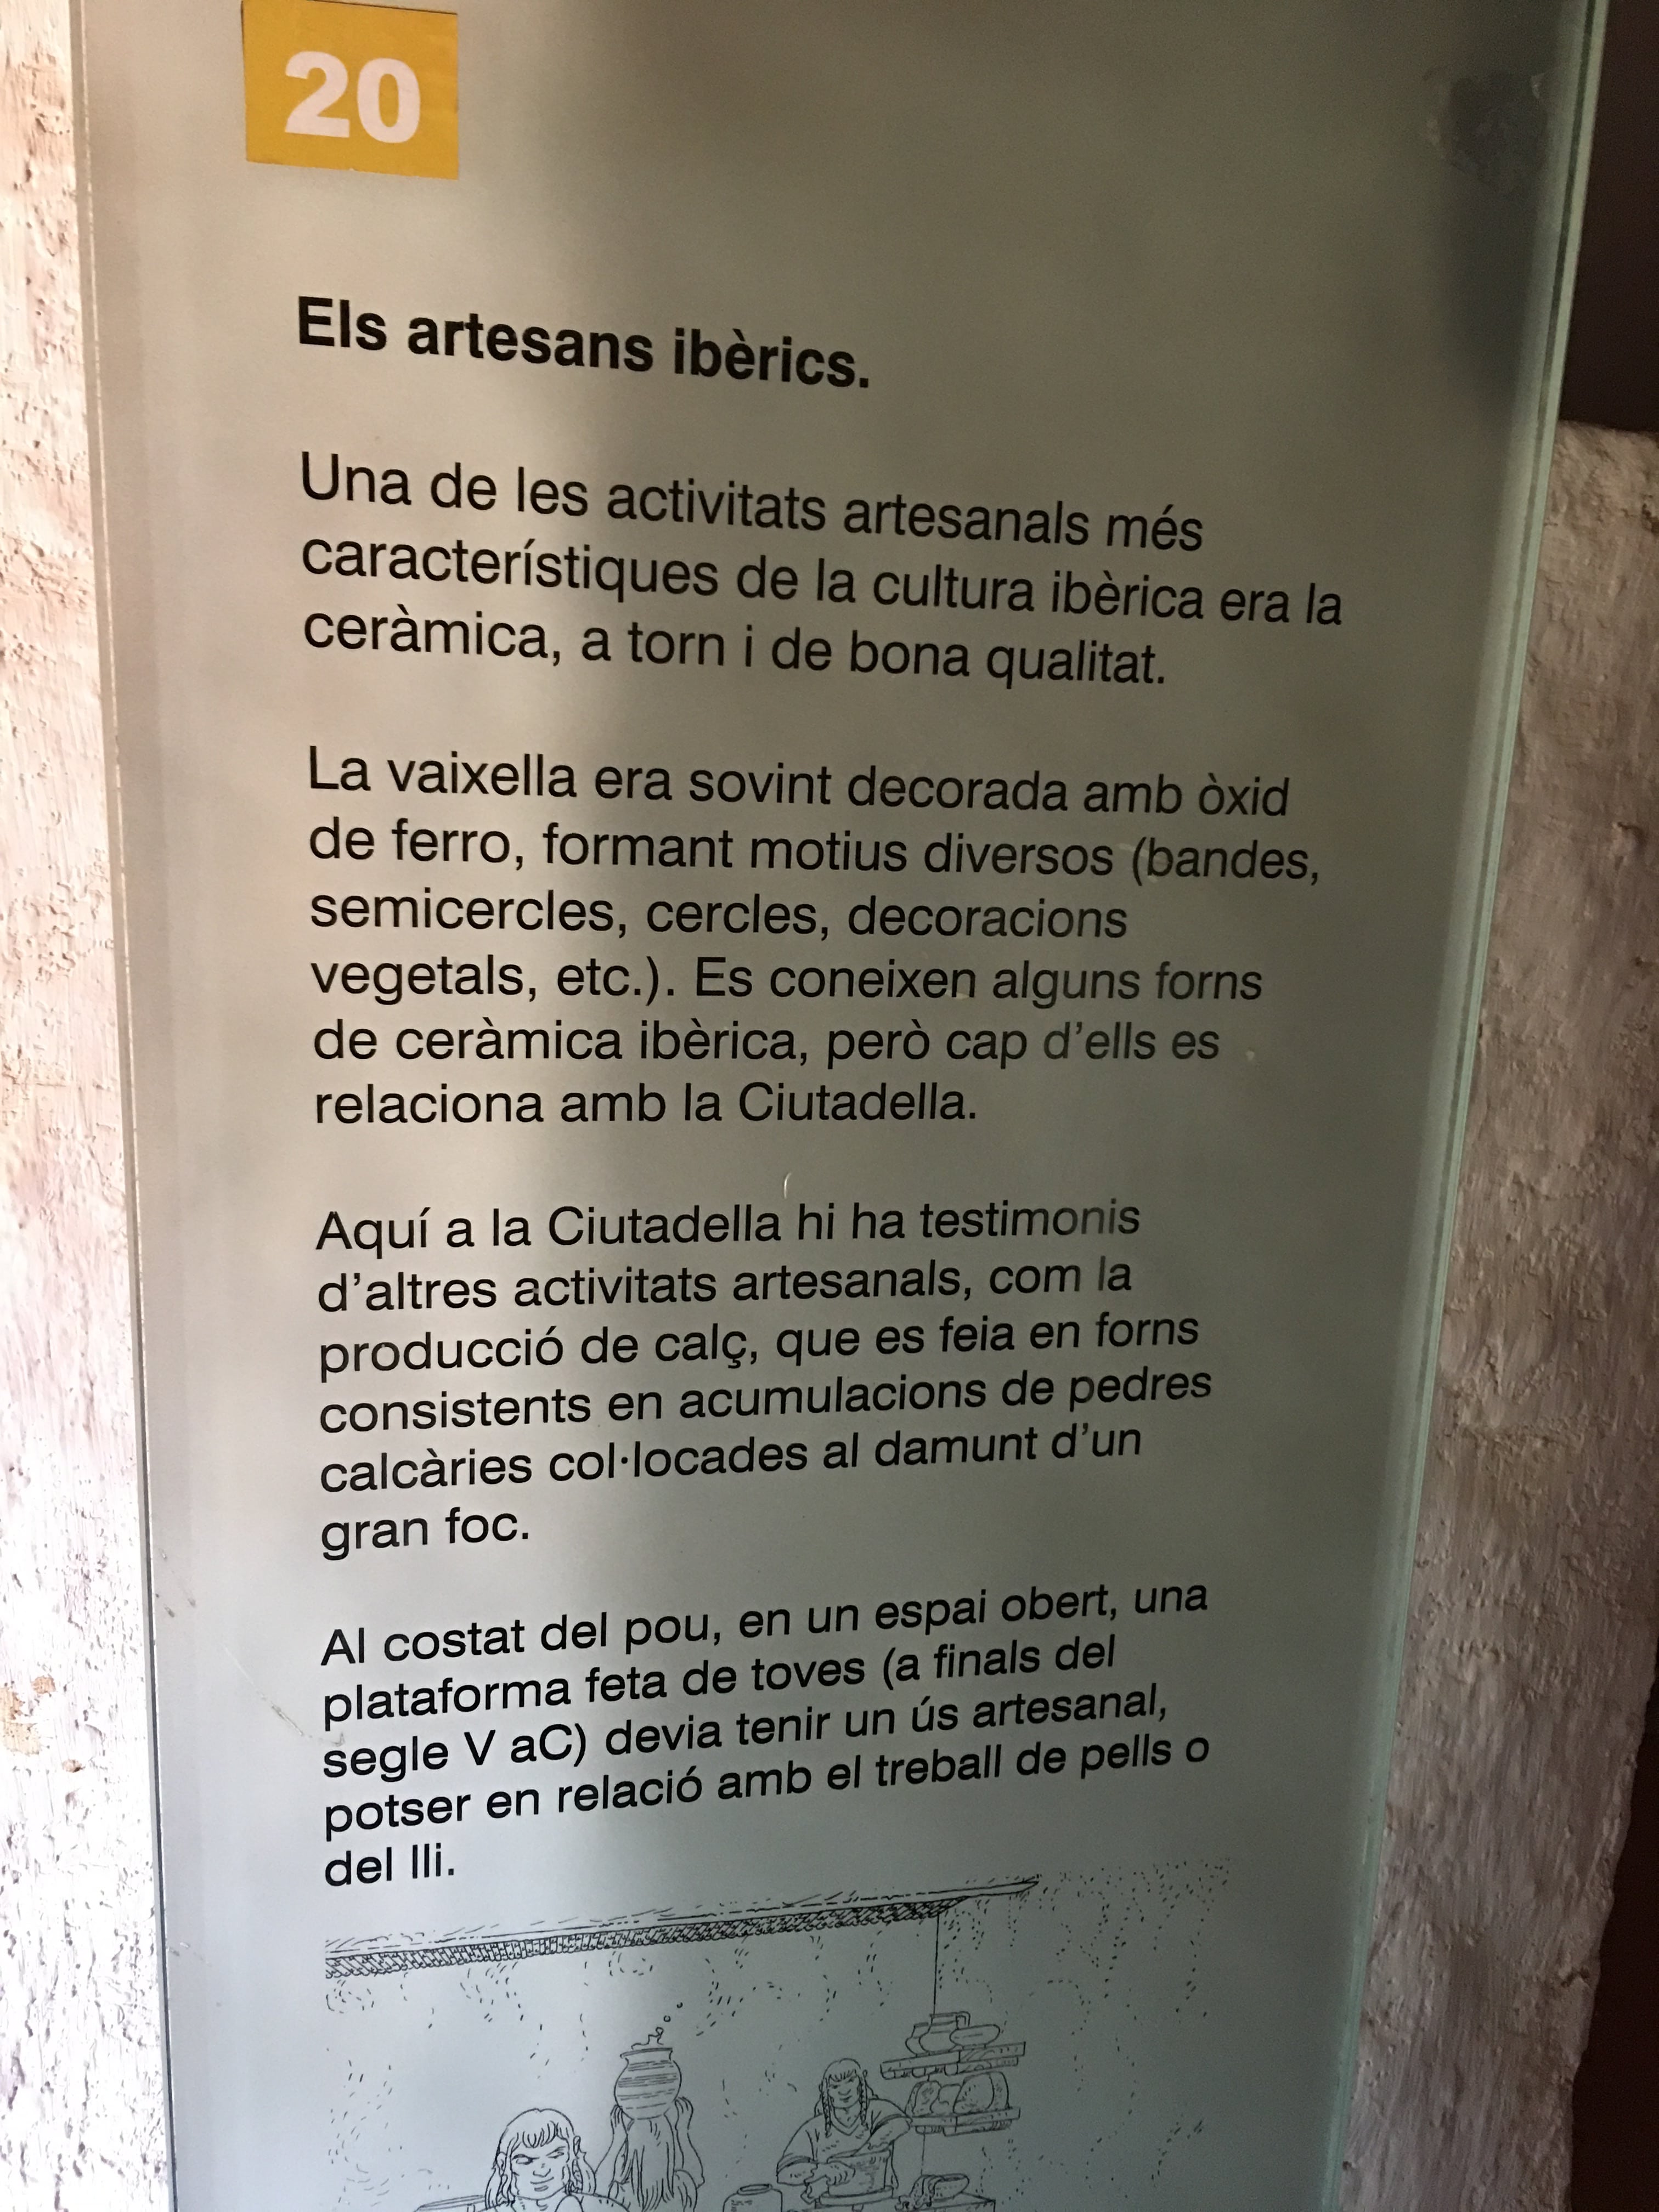 20
Els artesans ibèrics.
Una de les activitats artesanals més
característiques de la cultura ibèrica era la
ceràmica, a torn i de bona qualitat.
La vaixella era sovint decorada amb òxid
de ferro, formant motius diversos (bandes,
semicercles, cercles, decoracions
vegetals, etc.). Es coneixen alguns forns
de ceràmica ibèrica, però cap d'ells es
relaciona amb la Ciutadella.
Aquí a la Ciutadella hi ha testimonis
d'altres activitats artesanals, com la
producció de calç, que es feia en forns
consistents en acumulacions de pedres
calcàries col·locades al damunt d'un
gran foc.
Al costat del pou, en un espai obert, una
plataforma feta de toves (a finals del
segle V aC) devia tenir un ús artesanal,
potser en relació amb el treball de pells o
del lli.